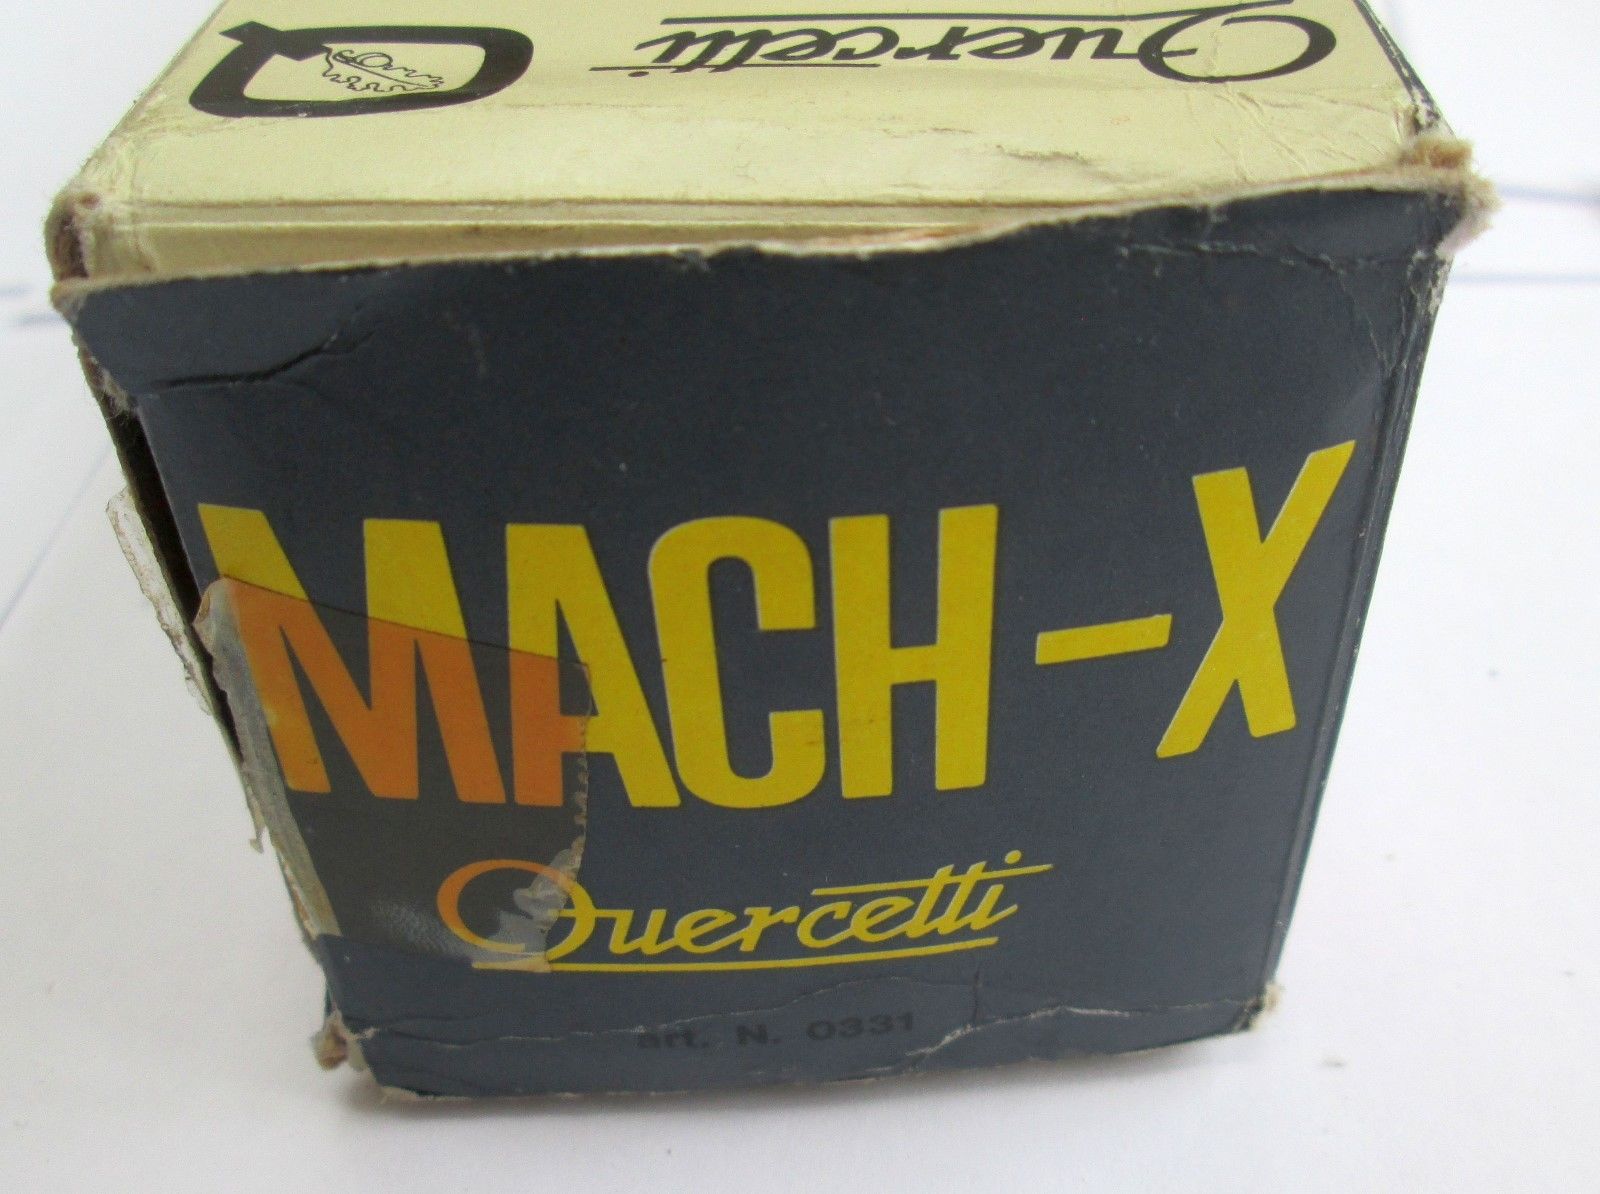 Quercetti
MACH-X
Quercetti
art. N. 0331